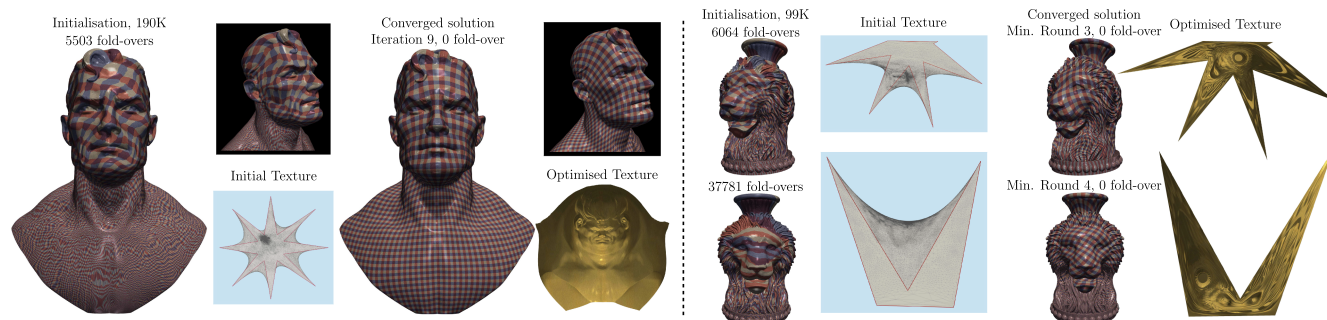 Initialisation, 190K
5503 fold-overs
Initial Texture
Converged solution
Iteration 9, 0 fold-over
Optimised Texture
Initialisation, 99K
6064 fold-overs
Initial Texture
Converged solution
Min. Round 3, 0 fold-over
Optimised Texture
37781 fold-overs
Min. Round 4, 0 fold-over